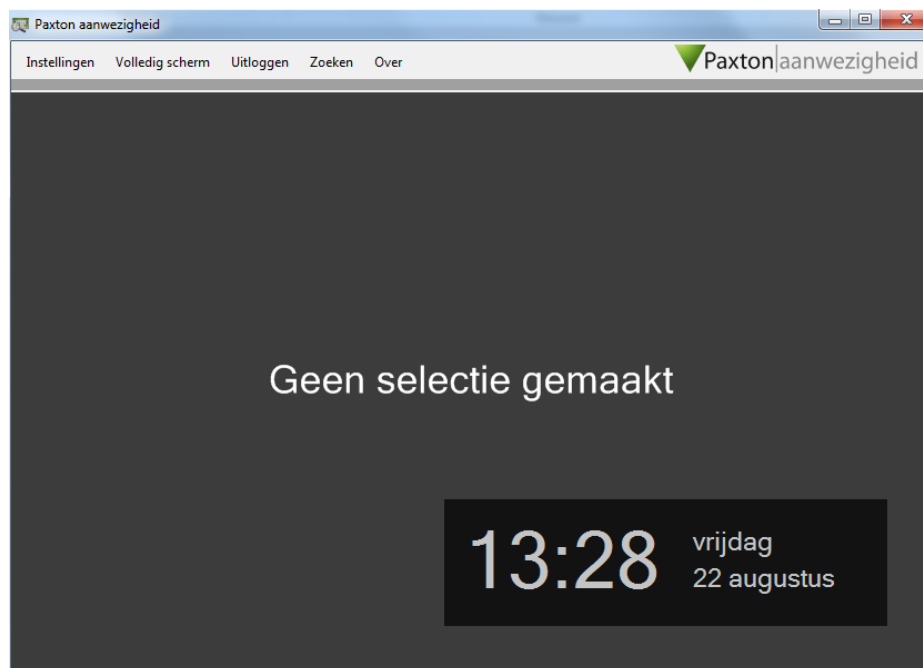 Paxton aanwezigheid
Instellingen Volledig scherm Uitloggen Zoeken Over
Paxton aanwezigheid
Geen selectie gemaakt
13:28
vrijdag
22 augustus